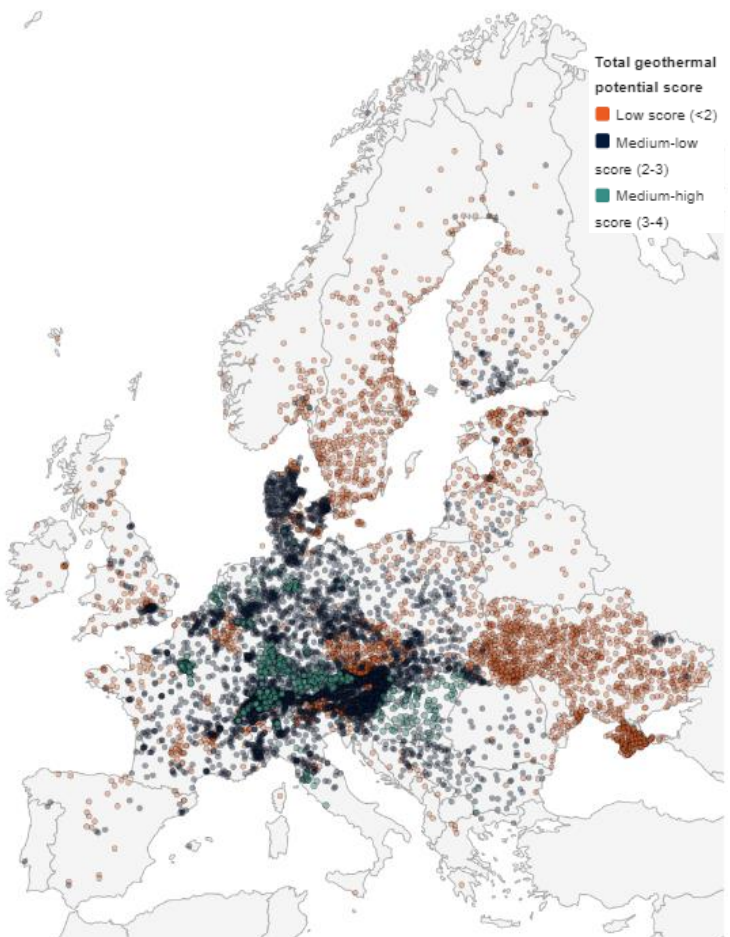 Total geothermal
potential score
Low score (<2)
Medium-low
score (2-3)
Medium-high
score (3-4)